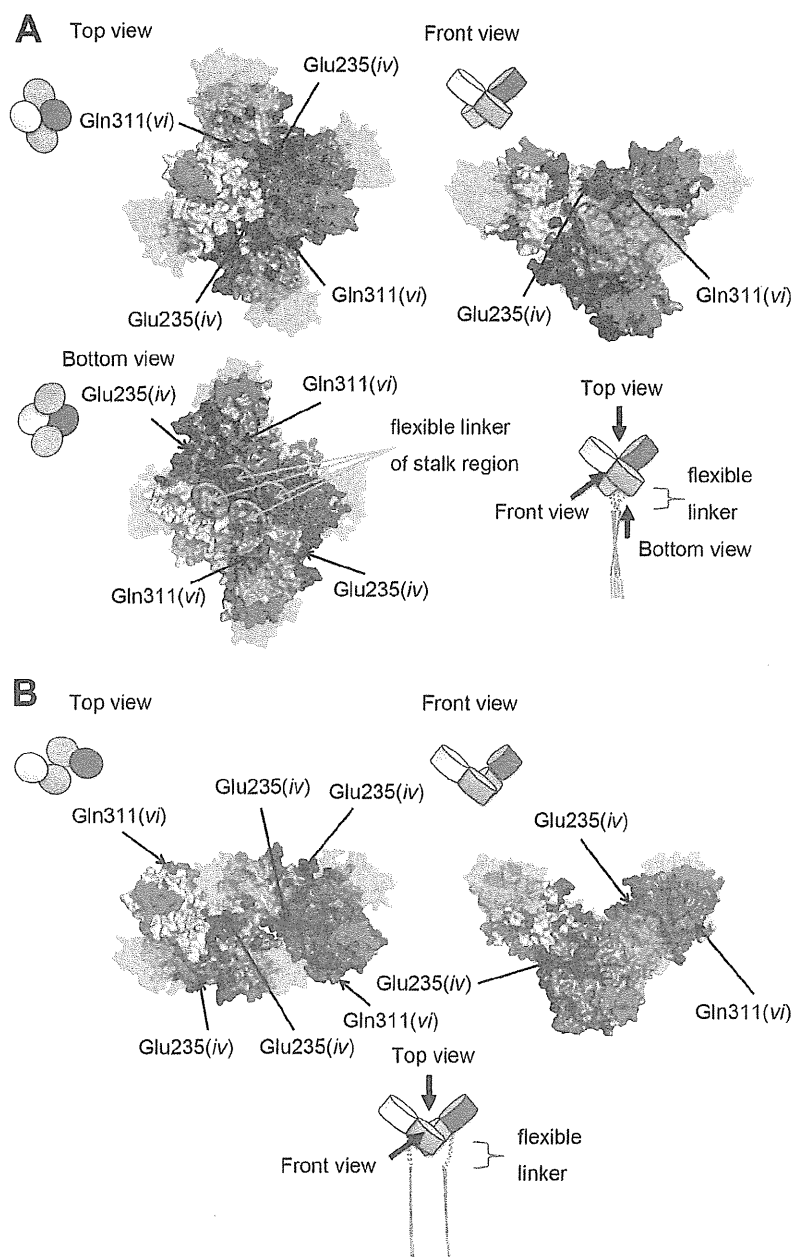 A
Top view
Front view
Glu235(iv)
Gln311(vi)
Gln311(vi)
Glu235(iv)
Glu235(iv)
Gln311(vi)
Bottom view
Glu235(iv)
Gln311(vi)
flexible linker
of stalk region
Gln311(vi)
Glu235(iv)
Top view
flexible
linker
Front view
Bottom view
B
Top view
Front view
Glu235(iv)
Glu235(iv)
Gln311(vi)
Glu235(iv)
Glu235(iv)
Gln311(vi)
Gln311(vi)
Glu235(iv)
Glu235(iv)
Top view
flexible
linker
Front view